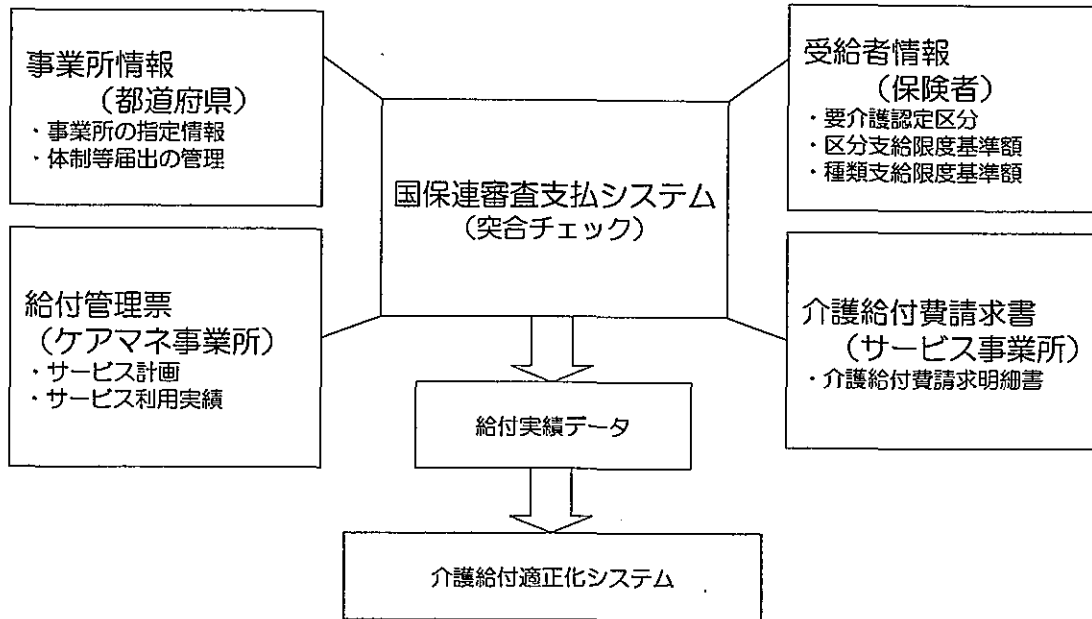 事業所情報
（都道府県）
・事業所の指定情報
・体制等届出の管理
受給者情報
（保険者）
・要介護認定区分
・区分支給限度基準額
・種類支給限度基準額
国保連審査支払システム
（突合チェック）
給付管理票
（ケアマネ事業所）
・サービス計画
・サービス利用実績
介護給付費請求書
（サービス事業所）
・介護給付費請求明細書
給付実績データ
介護給付適正化システム